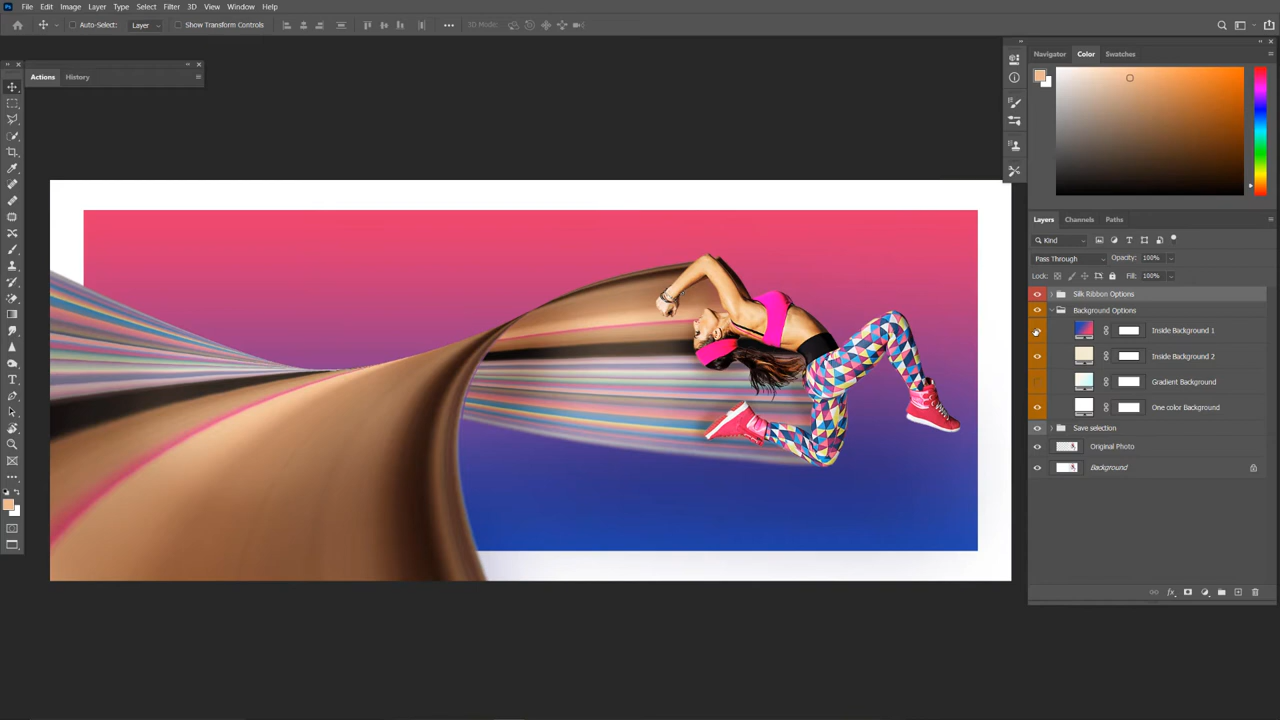 Ps File Edit Image Layer Type Select Filter 3D View Window Help
Auto-Select: Layer Show Transform Controls 3D Mode:
Actions History
Navigator Color Swatches
Layers Channels Paths
Kind
Pass Through Opacity: 100%
Lock: Fill: 100%
Silk Ribbon Options
Background Options
Inside Background 1
Inside Background 2
Gradient Background
One color Background
Save selection
Original Photo
Background
fx